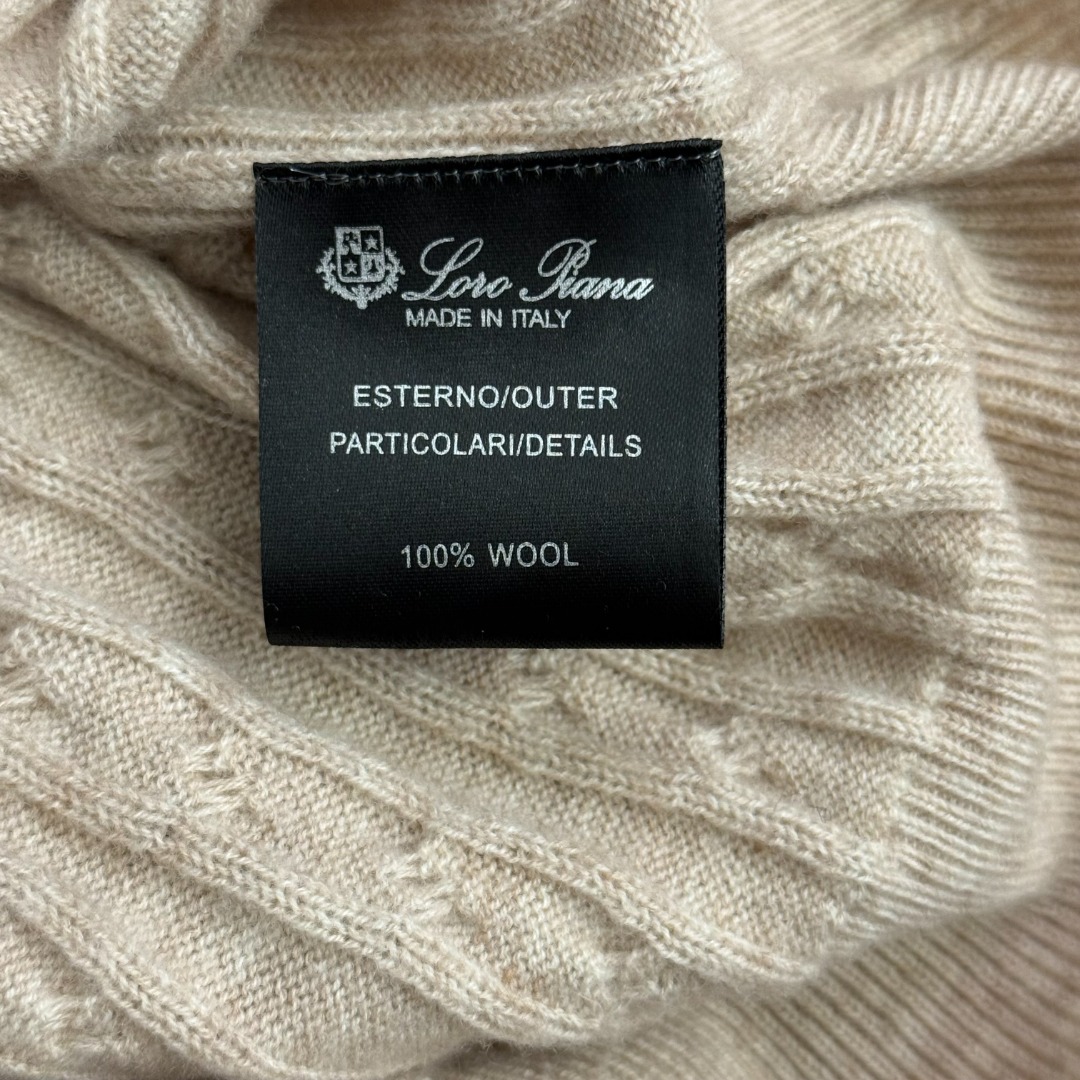 Loro Piana
MADE IN ITALY
ESTERNO/OUTER
PARTICOLARI/DETAILS
100% WOOL